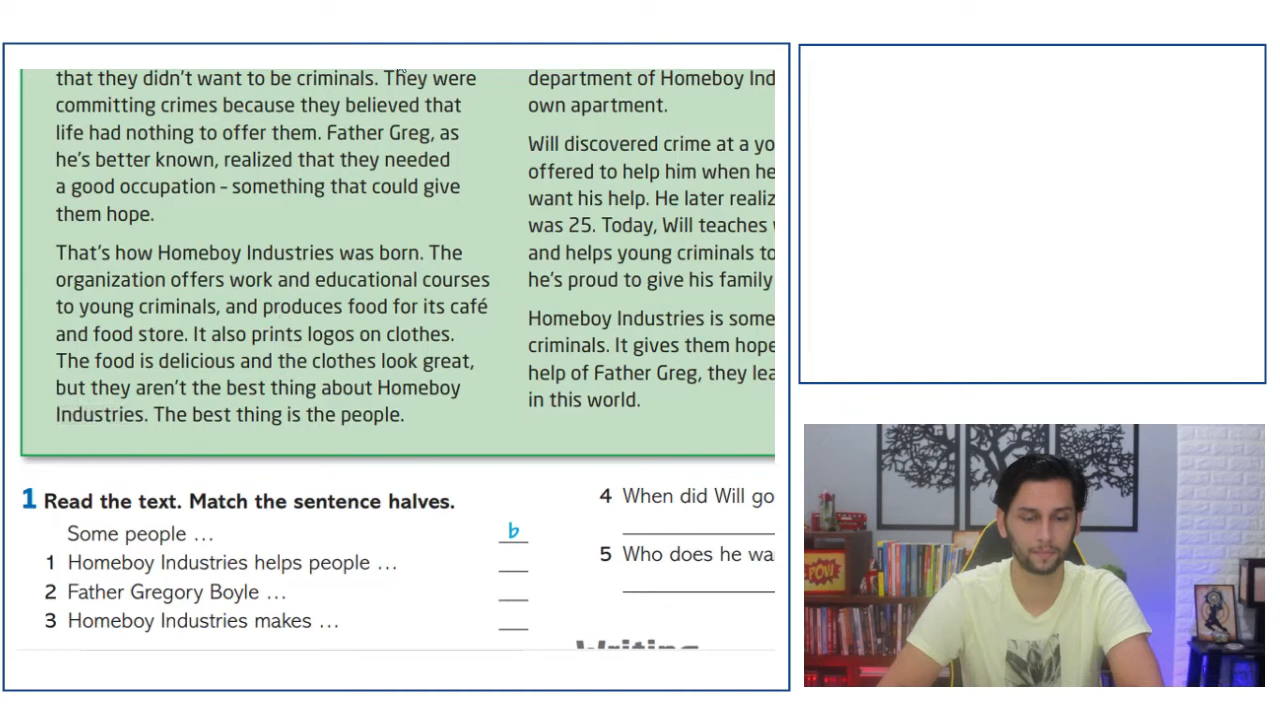 that they didn't want to be criminals. They were
committing crimes because they believed that
life had nothing to offer them. Father Greg, as
he's better known, realized that they needed
a good occupation – something that could give
them hope.
That's how Homeboy Industries was born. The
organization offers work and educational courses
to young criminals, and produces food for its café
and food store. It also prints logos on clothes.
The food is delicious and the clothes look great,
but they aren't the best thing about Homeboy
Industries. The best thing is the people.
department of Homeboy Ind
own apartment.
Will discovered crime at a yo
offered to help him when he
want his help. He later realiz
was 25. Today, Will teaches
and helps young criminals to
he's proud to give his family
Homeboy Industries is some
criminals. It gives them hope
help of Father Greg, they lea
in this world.
1 Read the text. Match the sentence halves.
Some people … b
1 Homeboy Industries helps people …
2 Father Gregory Boyle …
3 Homeboy Industries makes …
4 When did Will go
5 Who does he wa
Writing
POW!